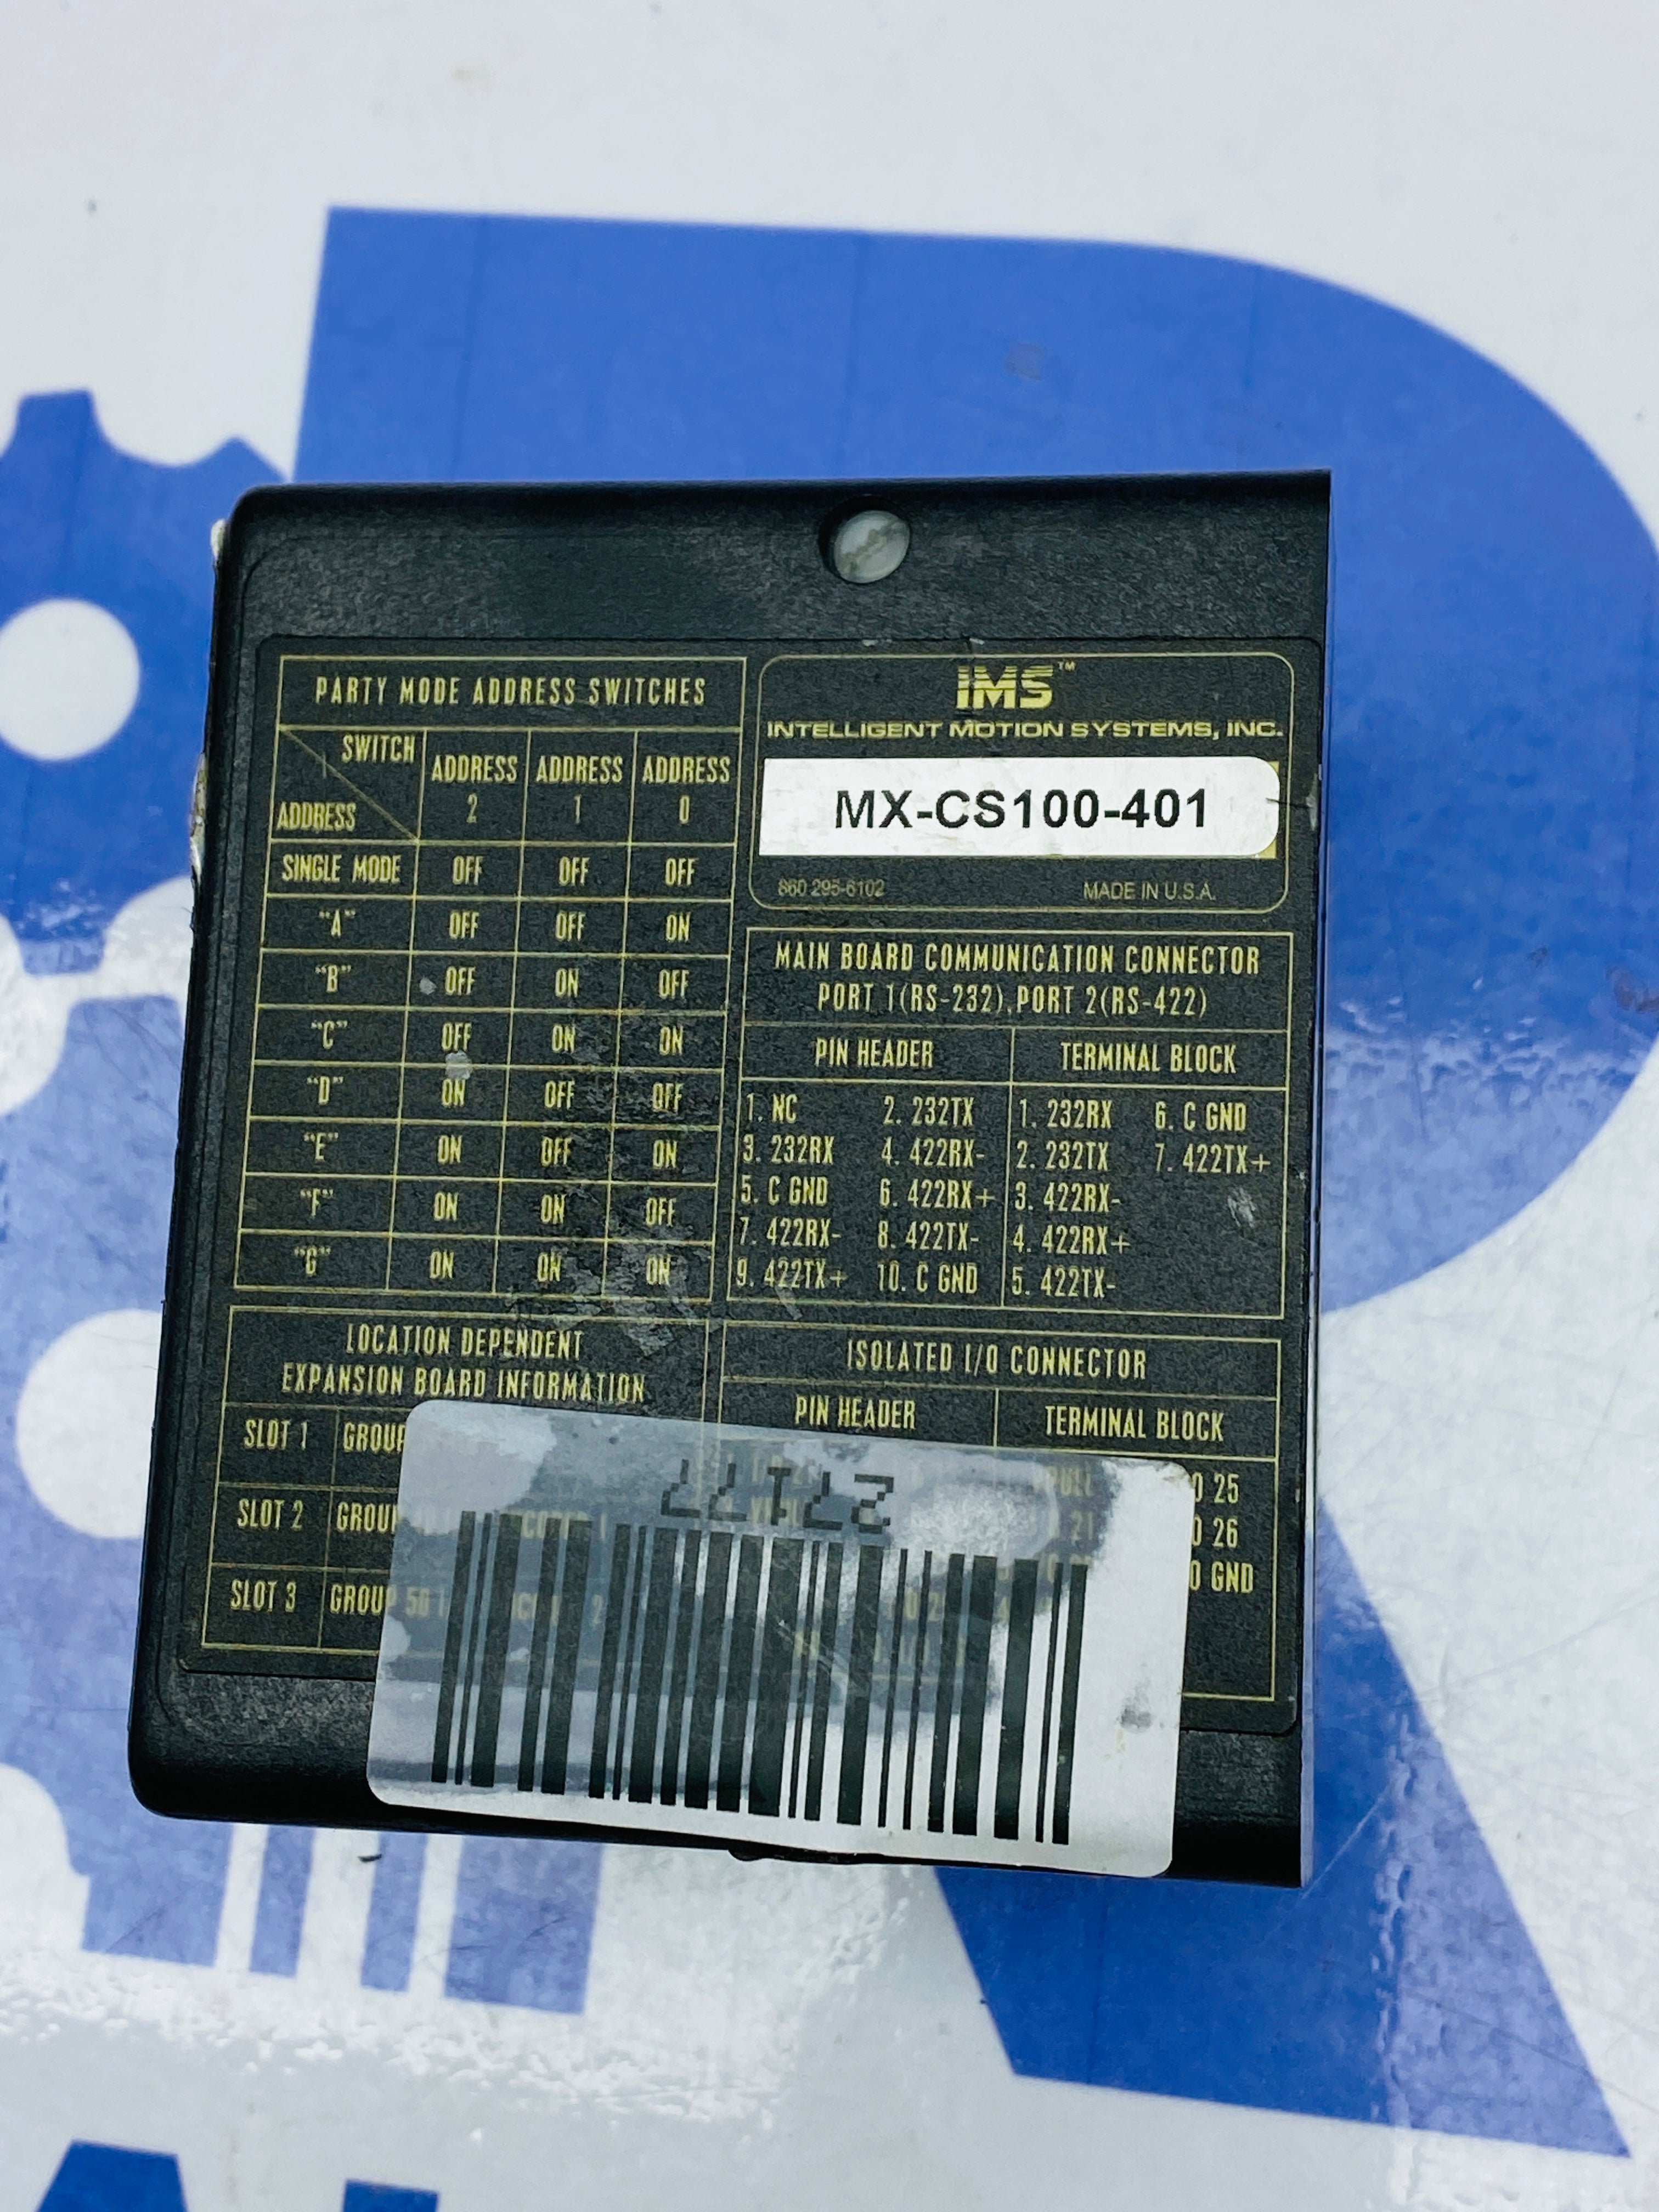 PARTY MODE ADDRESS SWITCHES
SWITCH
ADDRESS
ADDRESS 2
ADDRESS 1
ADDRESS 0
SINGLE MODE OFF OFF OFF
"A" OFF OFF ON
"B" OFF ON OFF
"C" OFF ON ON
"D" ON OFF OFF
"E" ON OFF ON
"F" ON ON OFF
"G" ON ON ON
LOCATION DEPENDENT
EXPANSION BOARD INFORMATION
SLOT 1 GROUP
SLOT 2
SLOT 3 GROUP 50
IMS™
INTELLIGENT MOTION SYSTEMS, INC.
MX-CS100-401
860 295-6102 MADE IN U.S.A.
MAIN BOARD COMMUNICATION CONNECTOR
PORT 1(RS-232), PORT 2(RS-422)
PIN HEADER TERMINAL BLOCK
1. NC 2. 232TX 1. 232RX 6. C GND
3. 232RX 4. 422RX- 2. 232TX 7. 422TX+
5. C GND 6. 422RX+ 3. 422RX-
7. 422RX- 8. 422TX- 4. 422RX+
9. 422TX+ 10. C GND 5. 422TX-
ISOLATED I/O CONNECTOR
PIN HEADER TERMINAL BLOCK
25
26
GND
27177